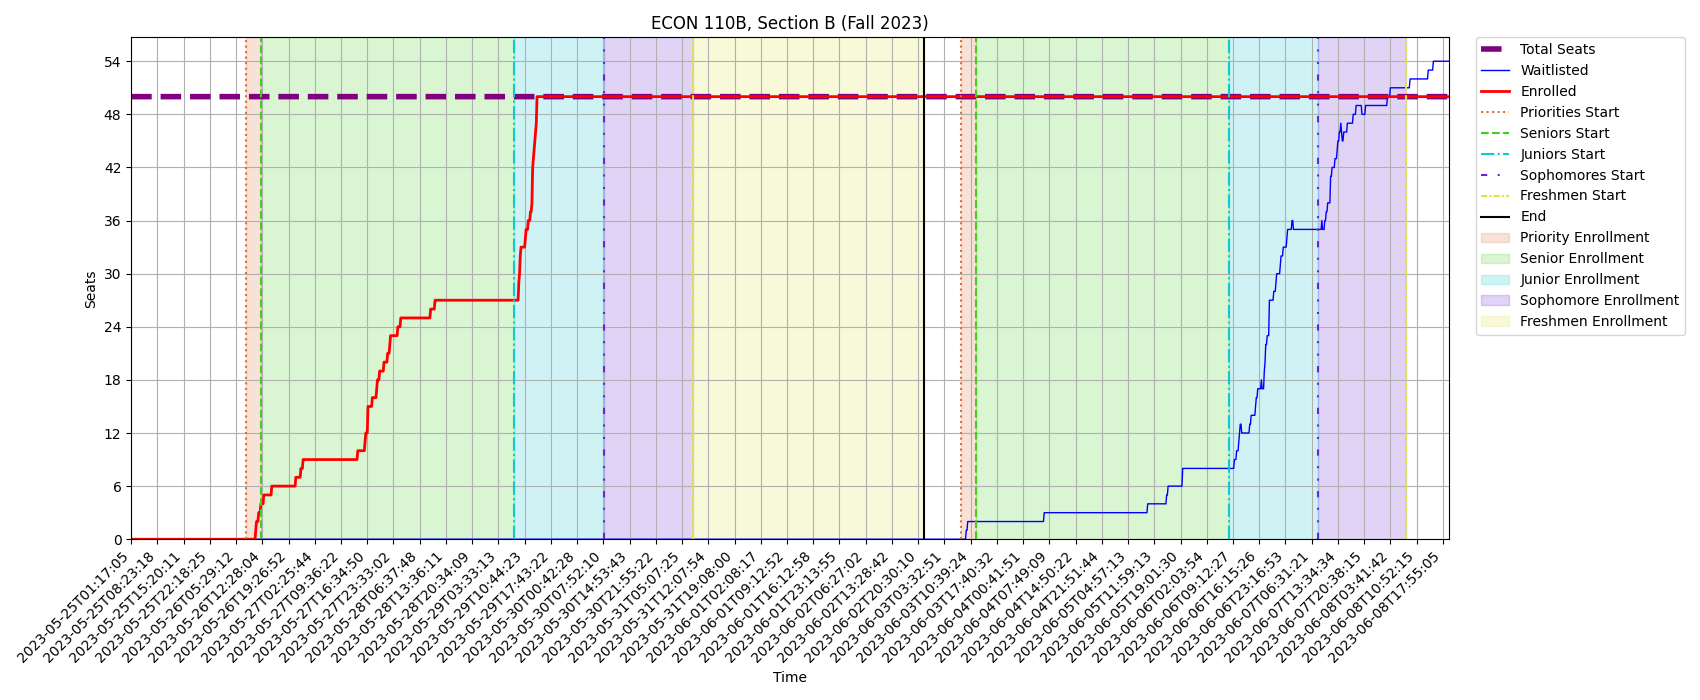 ECON 110B, Section B (Fall 2023)
Seats
54
48
42
36
30
24
18
12
6
0
2023-05-25T01:17:05
2023-05-25T08:23:18
2023-05-25T15:20:11
2023-05-25T22:18:25
2023-05-26T05:29:12
2023-05-26T12:28:04
2023-05-26T19:26:52
2023-05-27T02:25:44
2023-05-27T09:36:22
2023-05-27T16:34:50
2023-05-27T23:33:02
2023-05-28T06:37:48
2023-05-28T13:36:11
2023-05-28T20:34:09
2023-05-29T03:33:13
2023-05-29T10:44:23
2023-05-29T17:43:22
2023-05-30T00:42:28
2023-05-30T07:52:10
2023-05-30T14:53:43
2023-05-30T21:55:22
2023-05-31T05:07:25
2023-05-31T12:07:54
2023-05-31T19:08:00
2023-06-01T02:08:17
2023-06-01T09:12:52
2023-06-01T16:12:58
2023-06-01T23:13:55
2023-06-02T06:27:02
2023-06-02T13:28:42
2023-06-02T20:30:10
2023-06-03T03:32:51
2023-06-03T10:39:24
2023-06-03T17:40:32
2023-06-04T00:41:51
2023-06-04T07:49:09
2023-06-04T14:50:22
2023-06-04T21:51:44
2023-06-05T04:57:13
2023-06-05T11:59:13
2023-06-05T19:01:30
2023-06-06T02:03:54
2023-06-06T09:12:27
2023-06-06T16:15:26
2023-06-06T23:16:53
2023-06-07T06:31:21
2023-06-07T13:34:34
2023-06-07T20:38:15
2023-06-08T03:41:42
2023-06-08T10:52:15
2023-06-08T17:55:05
Time
Total Seats
Waitlisted
Enrolled
Priorities Start
Seniors Start
Juniors Start
Sophomores Start
Freshmen Start
End
Priority Enrollment
Senior Enrollment
Junior Enrollment
Sophomore Enrollment
Freshmen Enrollment